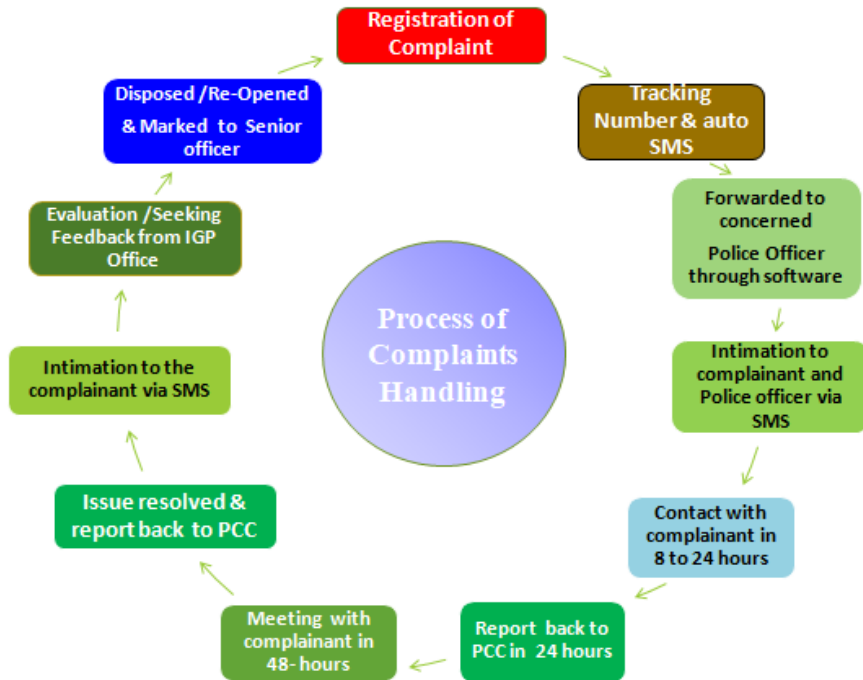 Registration of
Complaint
Tracking
Number & auto
SMS
Forwarded to
concerned
Police Officer
through software
Intimation to
complainant and
Police officer via
SMS
Contact with
complainant in
8 to 24 hours
Report back to
PCC in 24 hours
Meeting with
complainant in
48- hours
Issue resolved &
report back to PCC
Intimation to the
complainant via SMS
Evaluation /Seeking
Feedback from IGP
Office
Disposed /Re-Opened
& Marked to Senior
officer
Process of
Complaints
Handling